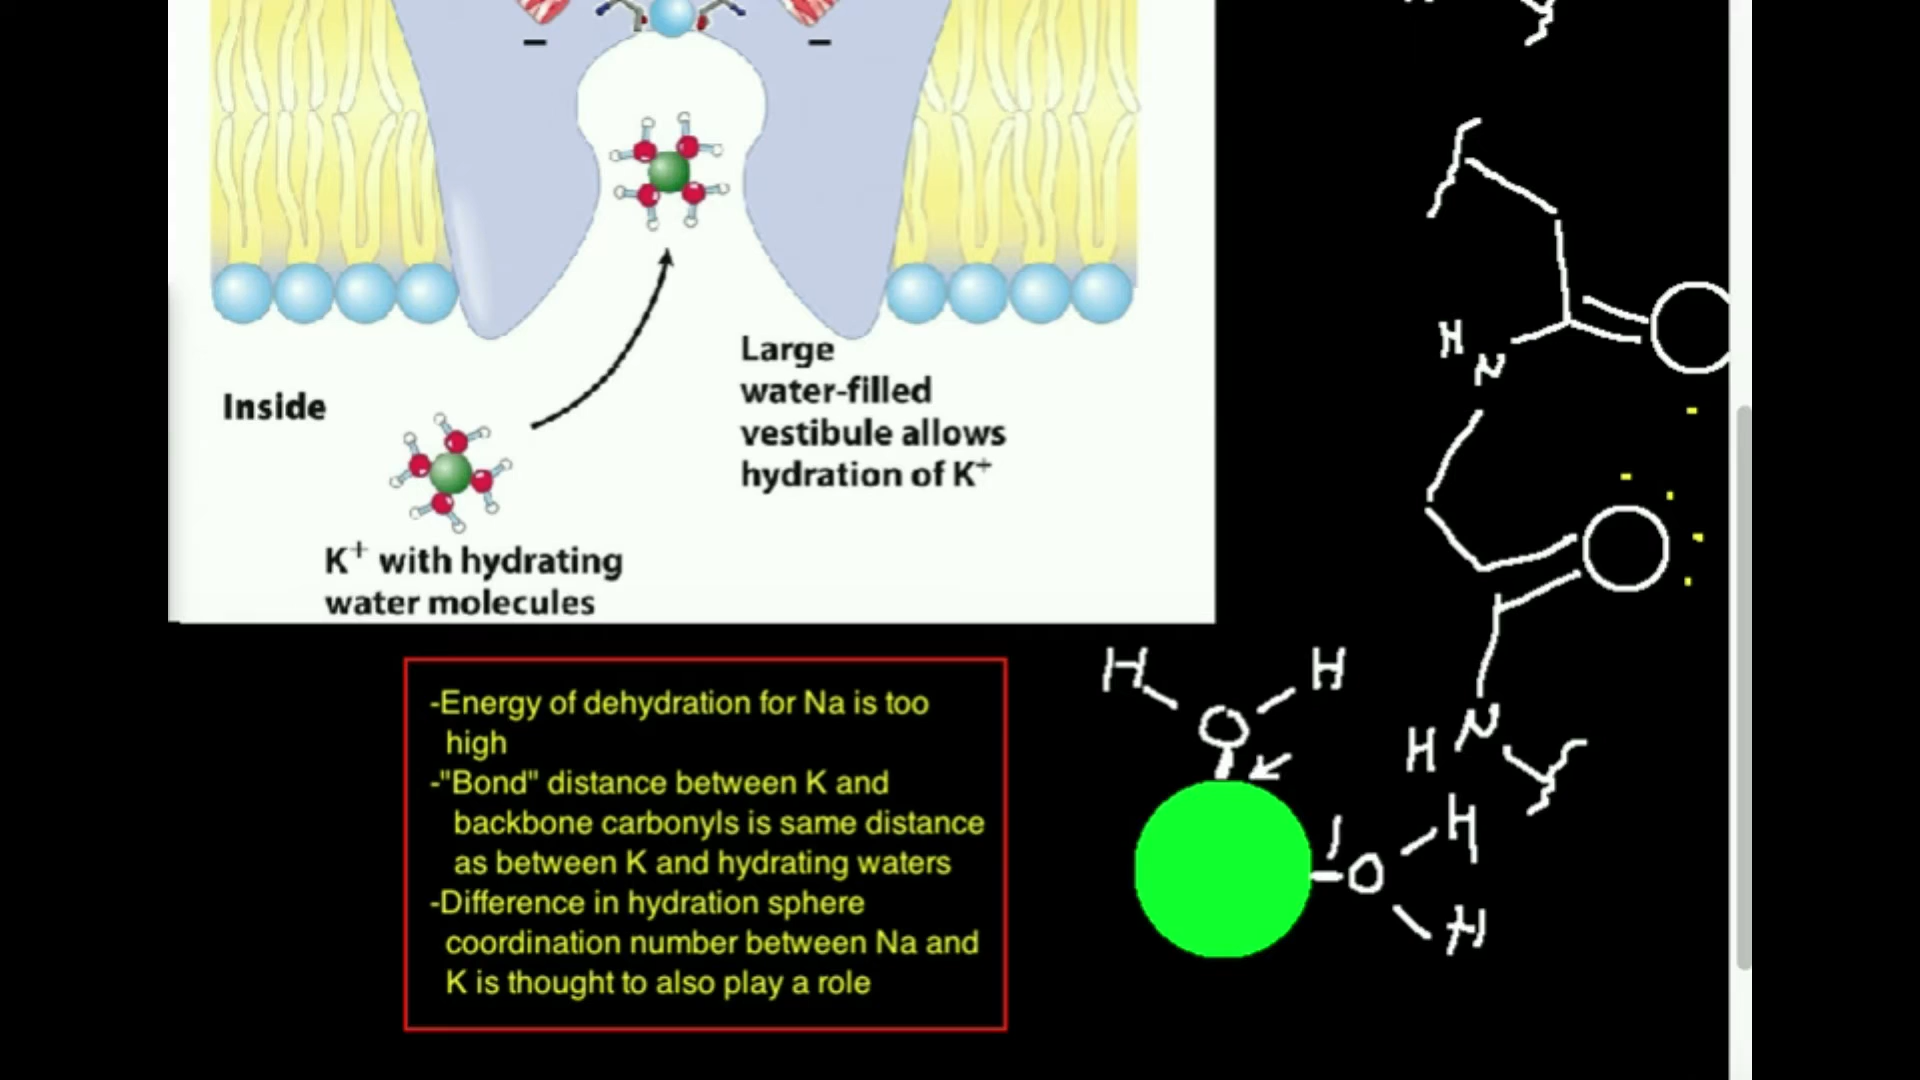 –
–
Inside
Large
water-filled
vestibule allows
hydration of K⁺
K⁺ with hydrating
water molecules
-Energy of dehydration for Na is too
high
-"Bond" distance between K and
backbone carbonyls is same distance
as between K and hydrating waters
-Difference in hydration sphere
coordination number between Na and
K is thought to also play a role
H
N
O
O
N
H
H
H
O
O
H
H